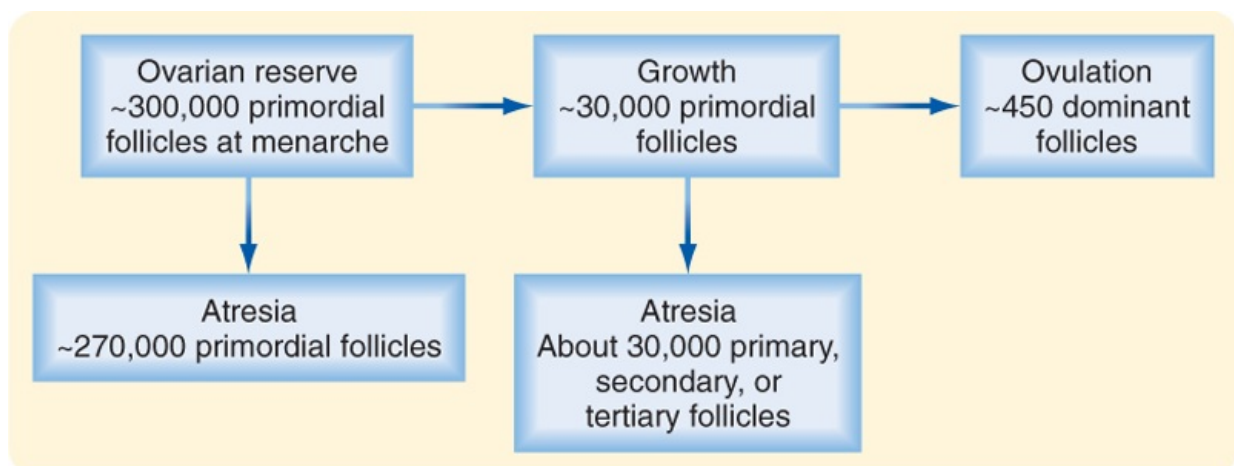 Ovarian reserve
~300,000 primordial
follicles at menarche
Growth
~30,000 primordial
follicles
Ovulation
~450 dominant
follicles
Atresia
~270,000 primordial follicles
Atresia
About 30,000 primary,
secondary, or
tertiary follicles